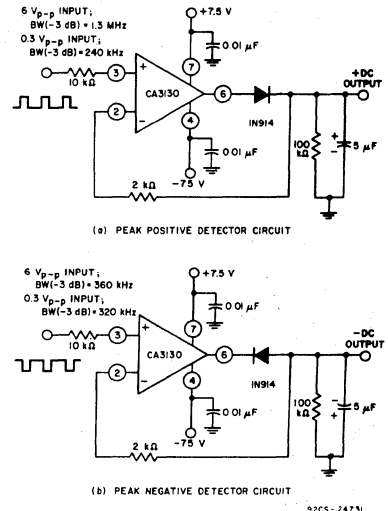 6 Vp-p INPUT;
BW(-3 dB) = 1.3 MHz
0.3 Vp-p INPUT;
BW(-3 dB) = 240 kHz
+7.5 V
0.01 µF
7
3
+
10 kΩ
CA3130
6
2
-
4
1N914
+DC
OUTPUT
100
kΩ
+
-
5 µF
0.01 µF
2 kΩ
-75 V
(a) PEAK POSITIVE DETECTOR CIRCUIT
6 Vp-p INPUT;
BW(-3 dB) = 360 kHz
0.3 Vp-p INPUT;
BW(-3 dB) = 320 kHz
+7.5 V
0.01 µF
7
3
+
10 kΩ
CA3130
6
2
-
4
1N914
-DC
OUTPUT
100
kΩ
-
+
5 µF
0.01 µF
2 kΩ
-75 V
(b) PEAK NEGATIVE DETECTOR CIRCUIT
92CS-24731